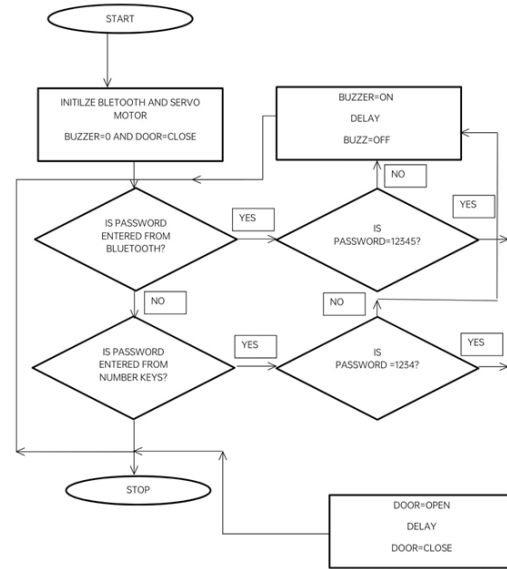 START
INITILZE BLETOOTH AND SERVO
MOTOR
BUZZER=0 AND DOOR=CLOSE
BUZZER=ON
DELAY
BUZZ=OFF
NO
IS PASSWORD
ENTERED FROM
BLUETOOTH?
YES
IS
PASSWORD=12345?
YES
NO
NO
IS PASSWORD
ENTERED FROM
NUMBER KEYS?
YES
IS
PASSWORD =1234?
YES
STOP
DOOR=OPEN
DELAY
DOOR=CLOSE